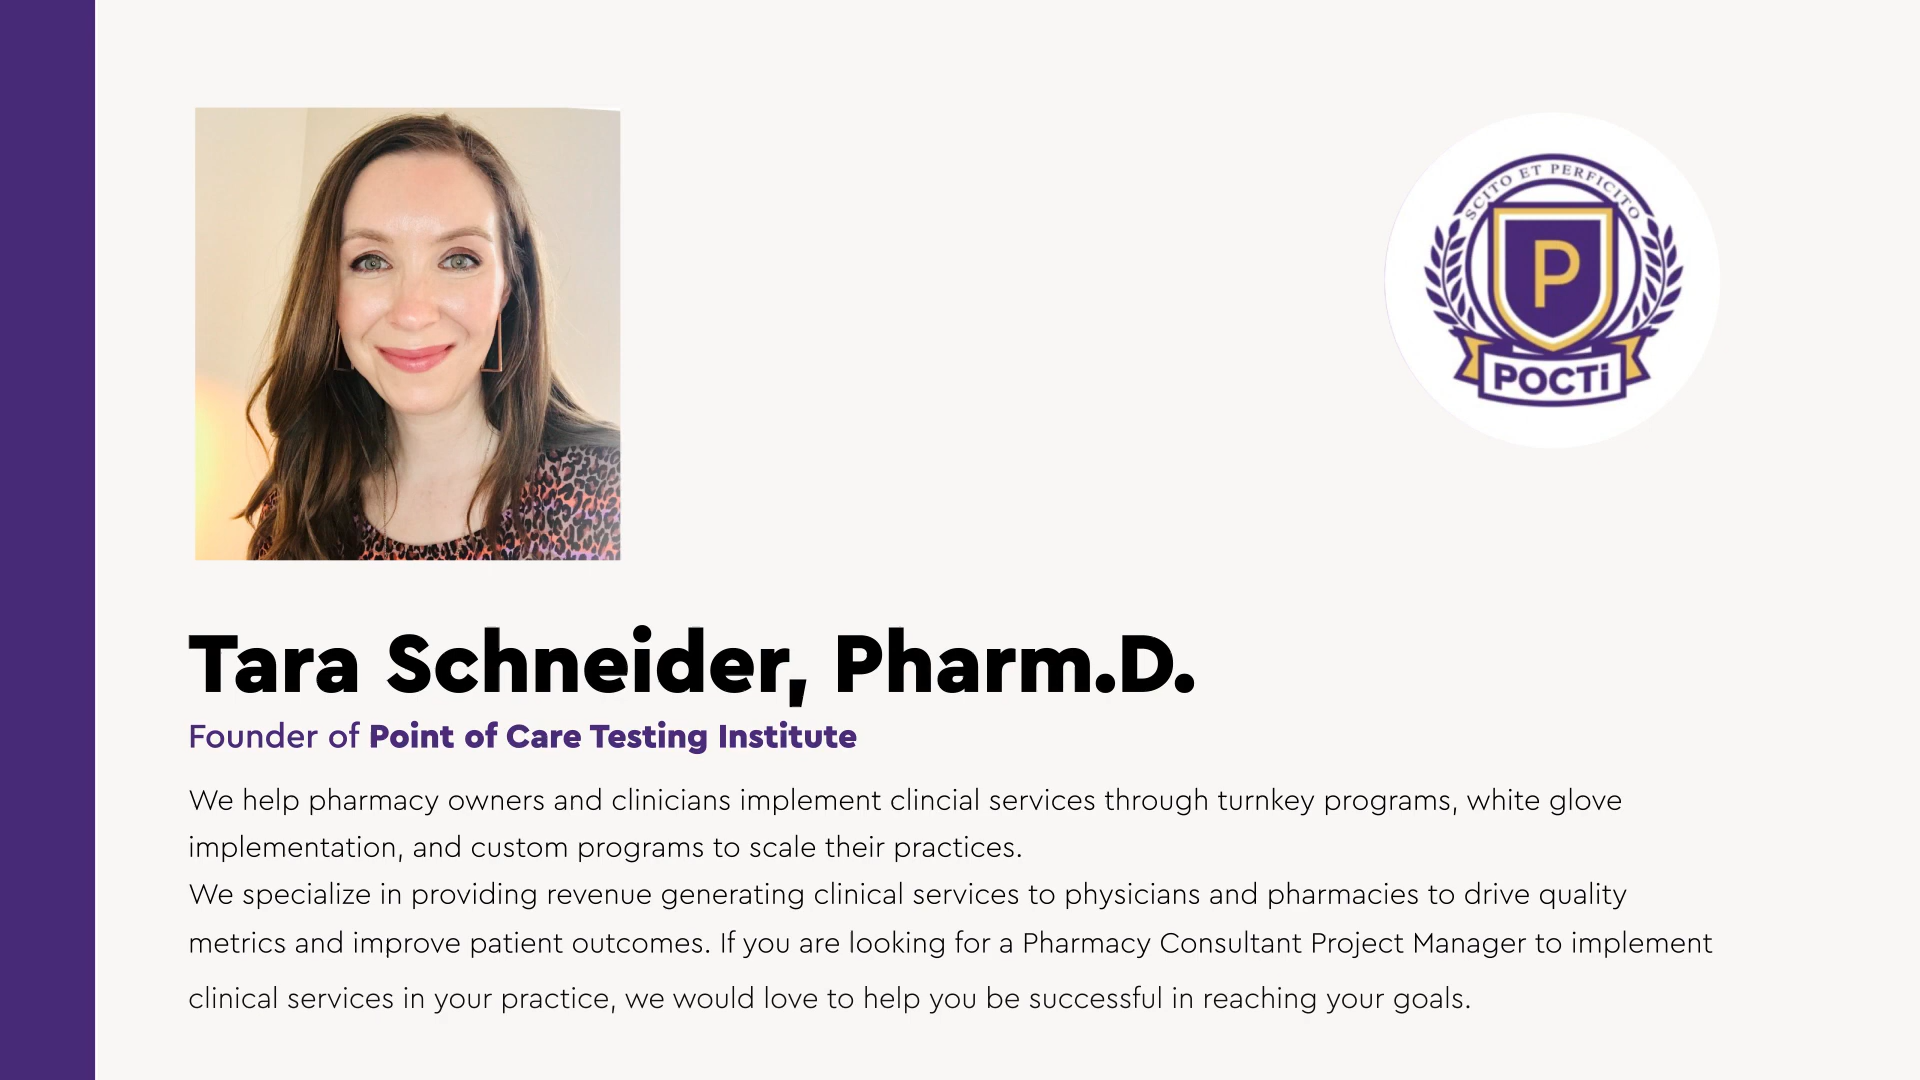 SCITO ET PERFICITO
P
POCTi
Tara Schneider, Pharm.D.
Founder of Point of Care Testing Institute
We help pharmacy owners and clinicians implement clincial services through turnkey programs, white glove
implementation, and custom programs to scale their practices.
We specialize in providing revenue generating clinical services to physicians and pharmacies to drive quality
metrics and improve patient outcomes. If you are looking for a Pharmacy Consultant Project Manager to implement
clinical services in your practice, we would love to help you be successful in reaching your goals.